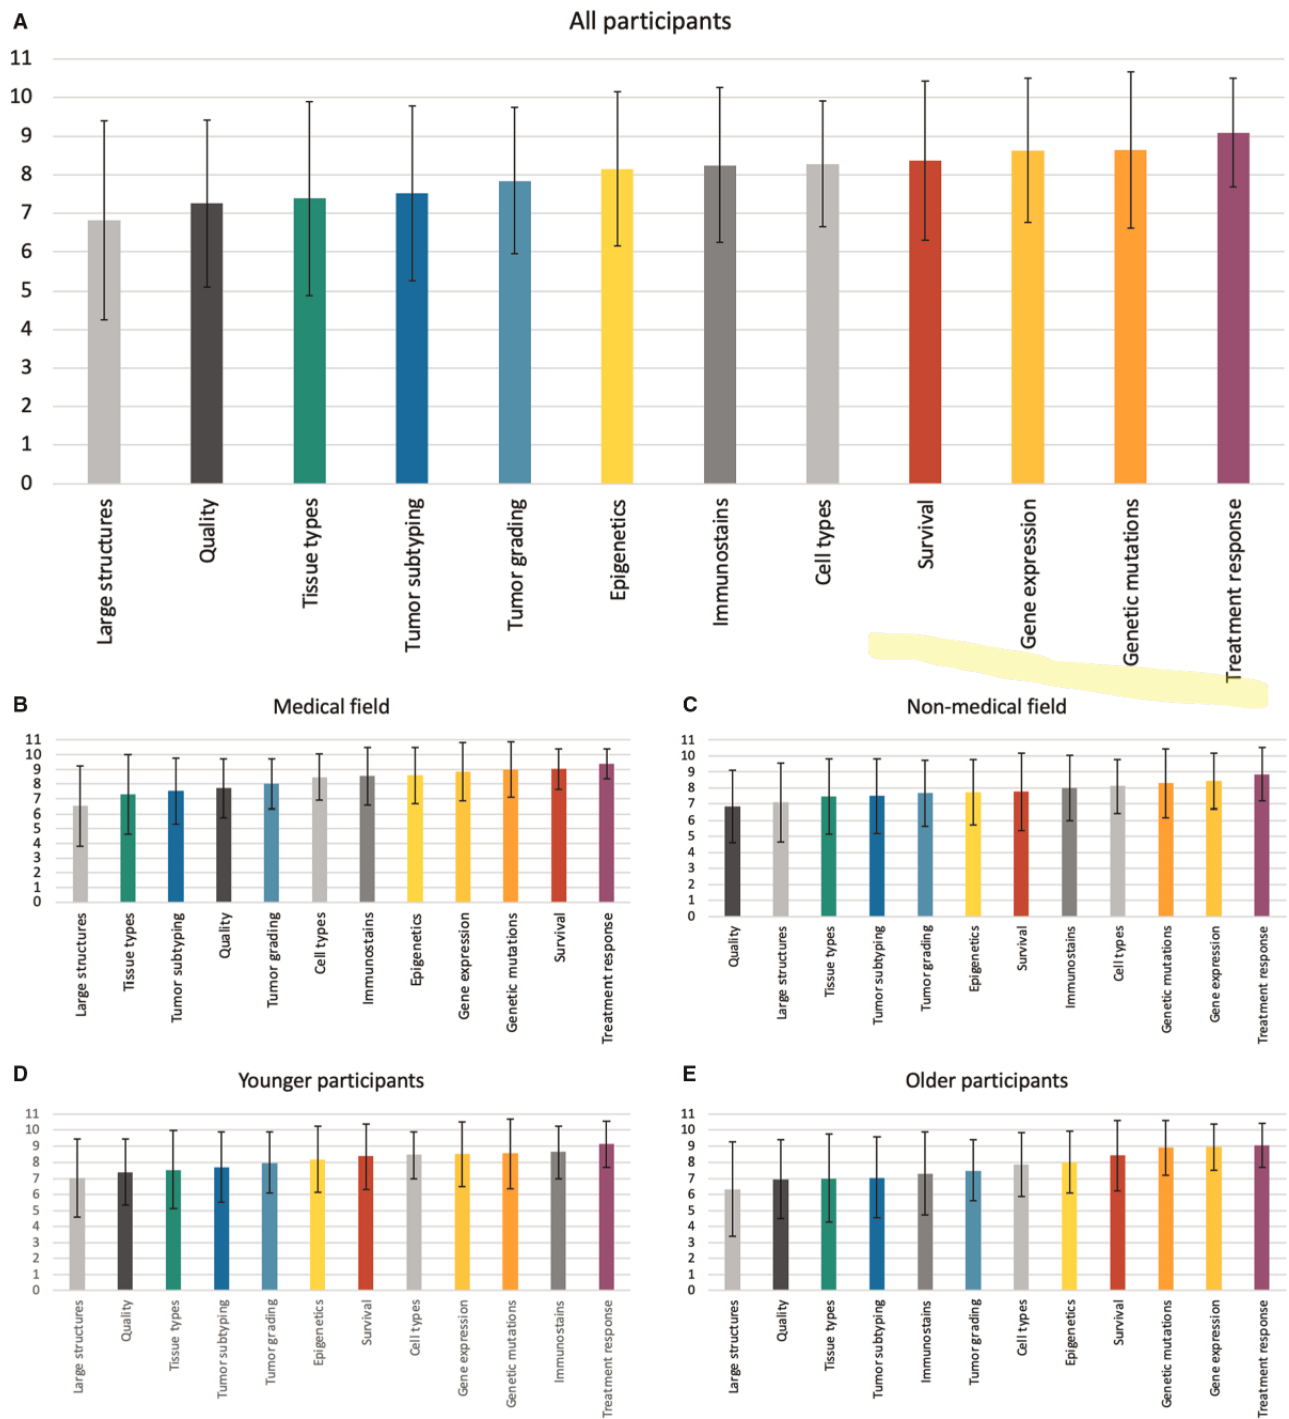 A
All participants
11
10
9
8
7
6
5
4
3
2
1
0
Large structures
Quality
Tissue types
Tumor subtyping
Tumor grading
Epigenetics
Immunostains
Cell types
Survival
Gene expression
Genetic mutations
Treatment response
B
Medical field
11
10
9
8
7
6
5
4
3
2
1
0
Large structures
Tissue types
Tumor subtyping
Quality
Tumor grading
Cell types
Immunostains
Epigenetics
Gene expression
Genetic mutations
Survival
Treatment response
C
Non-medical field
11
10
9
8
7
6
5
4
3
2
1
0
Quality
Large structures
Tissue types
Tumor subtyping
Tumor grading
Epigenetics
Survival
Immunostains
Cell types
Genetic mutations
Gene expression
Treatment response
D
Younger participants
11
10
9
8
7
6
5
4
3
2
1
0
Large structures
Quality
Tissue types
Tumor subtyping
Tumor grading
Epigenetics
Survival
Cell types
Gene expression
Genetic mutations
Immunostains
Treatment response
E
Older participants
11
10
9
8
7
6
5
4
3
2
1
0
Large structures
Quality
Tissue types
Tumor subtyping
Immunostains
Tumor grading
Cell types
Epigenetics
Survival
Genetic mutations
Gene expression
Treatment response